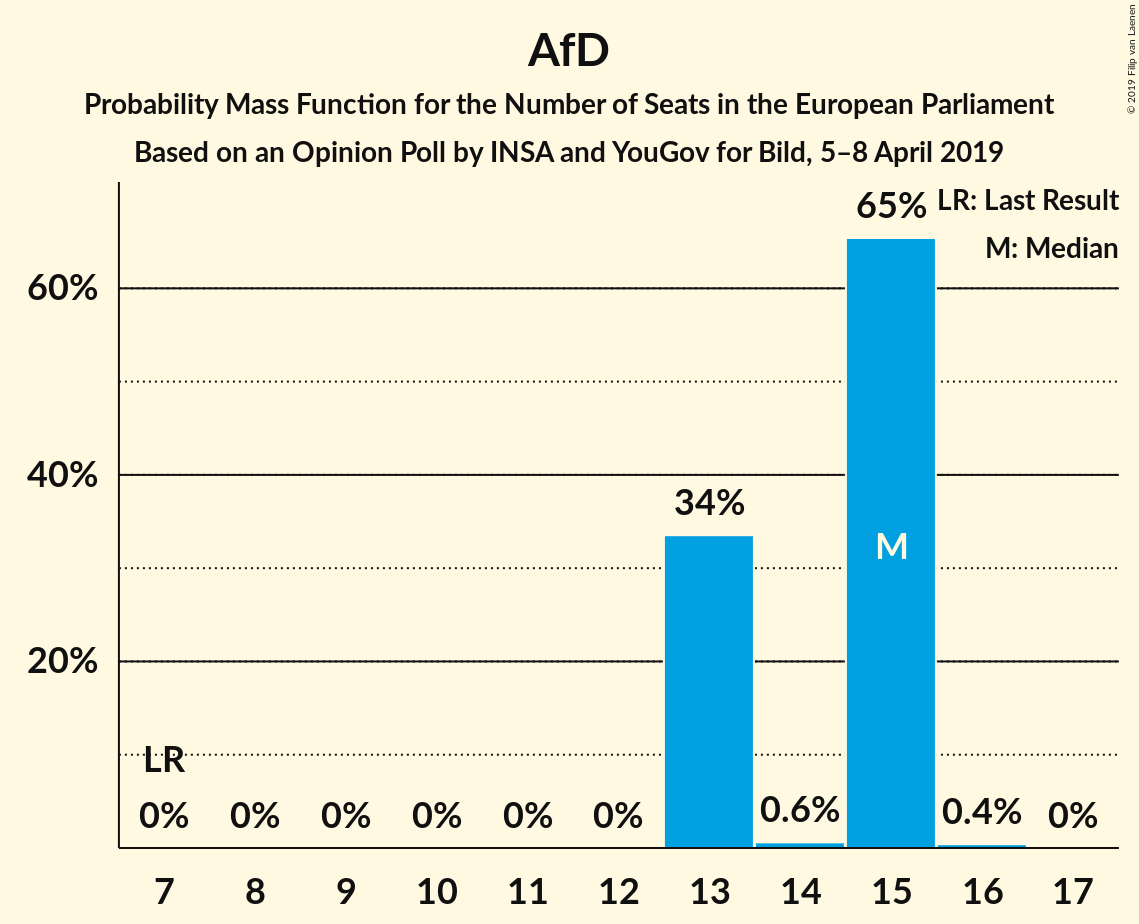 AfD
Probability Mass Function for the Number of Seats in the European Parliament
Based on an Opinion Poll by INSA and YouGov for Bild, 5–8 April 2019
© 2019 Filip van Laenen
LR: Last Result
M: Median
60%
40%
20%
LR
0%
0%
0%
0%
0%
0%
34%
0.6%
65%
M
0.4%
0%
7 8 9 10 11 12 13 14 15 16 17